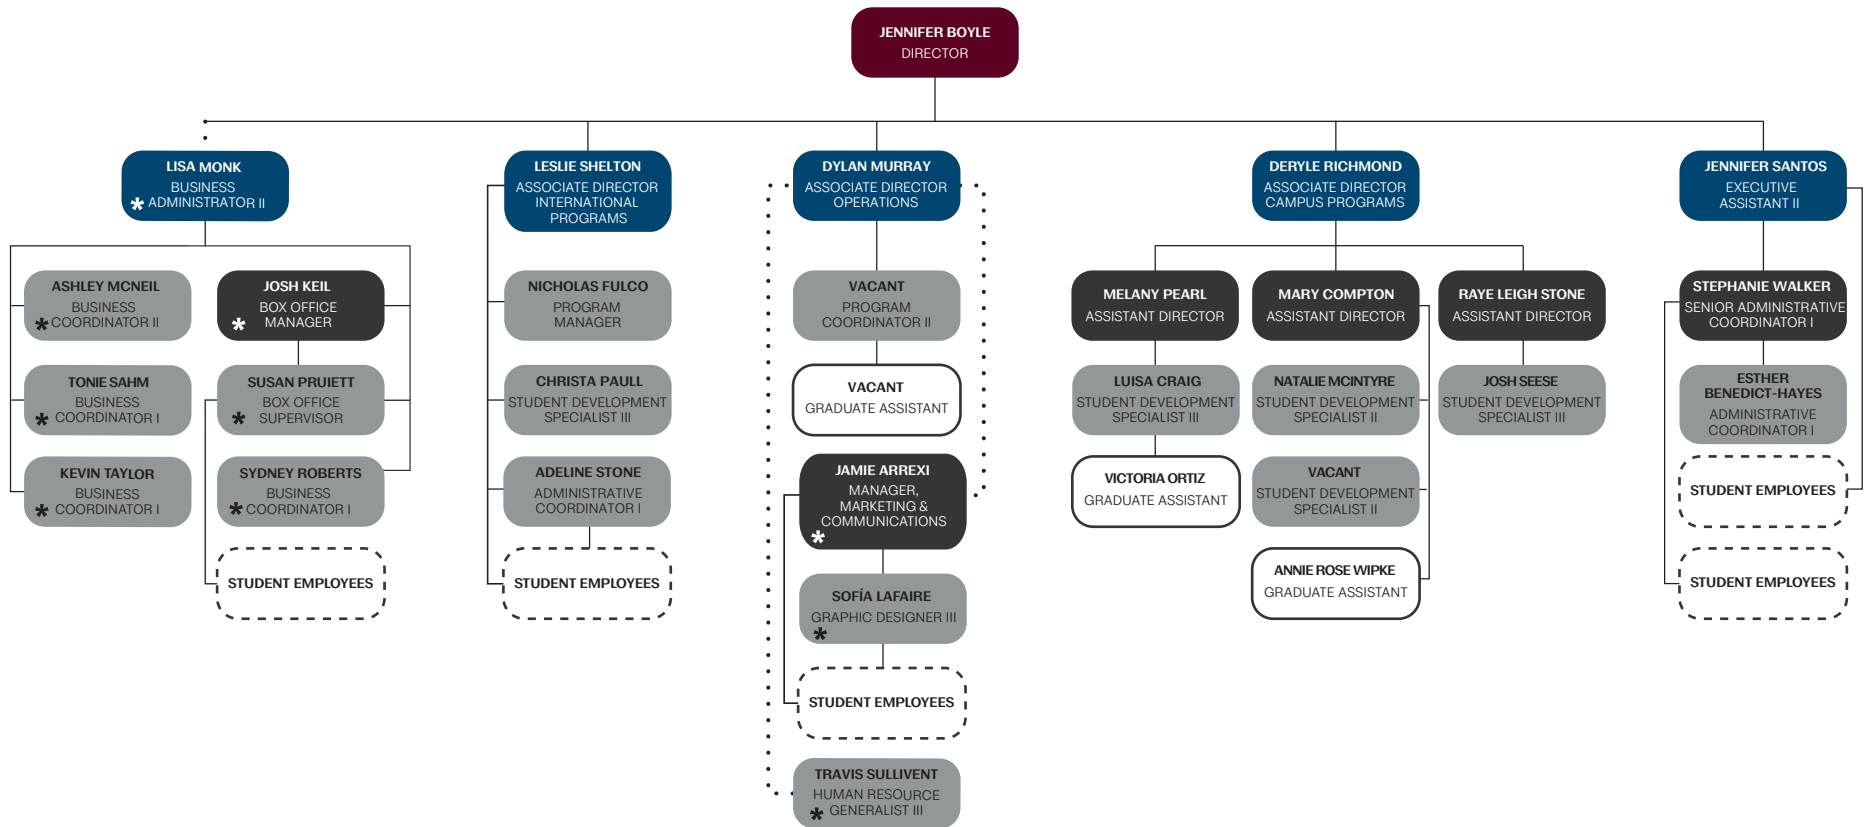 JENNIFER BOYLE
DIRECTOR
LISA MONK
BUSINESS
* ADMINISTRATOR II
LESLIE SHELTON
ASSOCIATE DIRECTOR
INTERNATIONAL
PROGRAMS
DYLAN MURRAY
ASSOCIATE DIRECTOR
OPERATIONS
DERYLE RICHMOND
ASSOCIATE DIRECTOR
CAMPUS PROGRAMS
JENNIFER SANTOS
EXECUTIVE
ASSISTANT II
ASHLEY MCNEIL
BUSINESS
* COORDINATOR II
JOSH KEIL
BOX OFFICE
* MANAGER
TONIE SAHM
BUSINESS
* COORDINATOR I
SUSAN PRUIETT
BOX OFFICE
* SUPERVISOR
KEVIN TAYLOR
BUSINESS
* COORDINATOR I
SYDNEY ROBERTS
BUSINESS
* COORDINATOR I
STUDENT EMPLOYEES
NICHOLAS FULCO
PROGRAM
MANAGER
CHRISTA PAULL
STUDENT DEVELOPMENT
SPECIALIST III
ADELINE STONE
ADMINISTRATIVE
COORDINATOR I
STUDENT EMPLOYEES
VACANT
PROGRAM
COORDINATOR II
VACANT
GRADUATE ASSISTANT
JAMIE ARREXI
MANAGER,
MARKETING &
COMMUNICATIONS
*
SOFÍA LAFAIRE
GRAPHIC DESIGNER III
*
STUDENT EMPLOYEES
TRAVIS SULLIVENT
HUMAN RESOURCE
* GENERALIST III
MELANY PEARL
ASSISTANT DIRECTOR
LUISA CRAIG
STUDENT DEVELOPMENT
SPECIALIST III
VICTORIA ORTIZ
GRADUATE ASSISTANT
MARY COMPTON
ASSISTANT DIRECTOR
NATALIE MCINTYRE
STUDENT DEVELOPMENT
SPECIALIST II
VACANT
STUDENT DEVELOPMENT
SPECIALIST II
ANNIE ROSE WIPKE
GRADUATE ASSISTANT
RAYE LEIGH STONE
ASSISTANT DIRECTOR
JOSH SEESE
STUDENT DEVELOPMENT
SPECIALIST III
STEPHANIE WALKER
SENIOR ADMINISTRATIVE
COORDINATOR I
ESTHER
BENEDICT-HAYES
ADMINISTRATIVE
COORDINATOR I
STUDENT EMPLOYEES
STUDENT EMPLOYEES